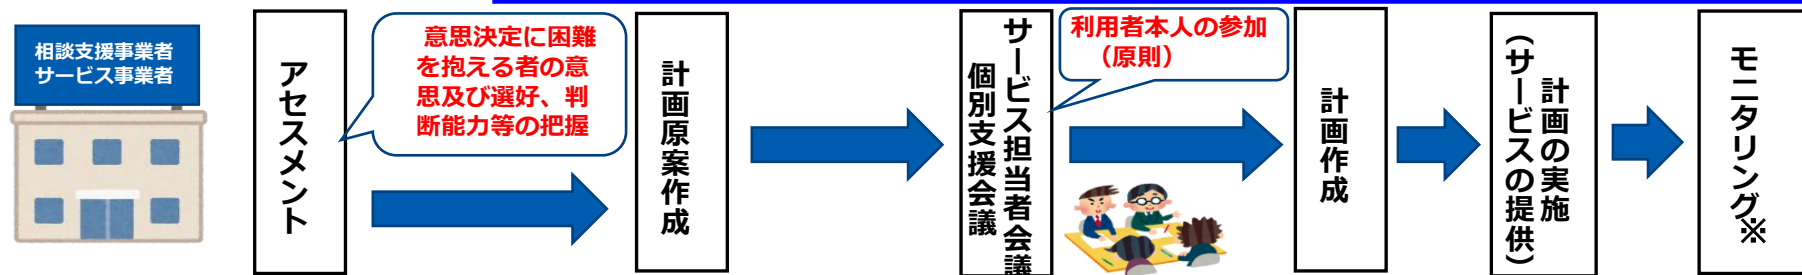 相談支援事業者
サービス事業者
アセスメント
意思決定に困難
を抱える者の意
思及び選好、判
断能力等の把握
計画原案作成
サービス担当者会議
個別支援会議
利用者本人の参加
（原則）
計画作成
計画の実施
（サービスの提供）
モニタリング※